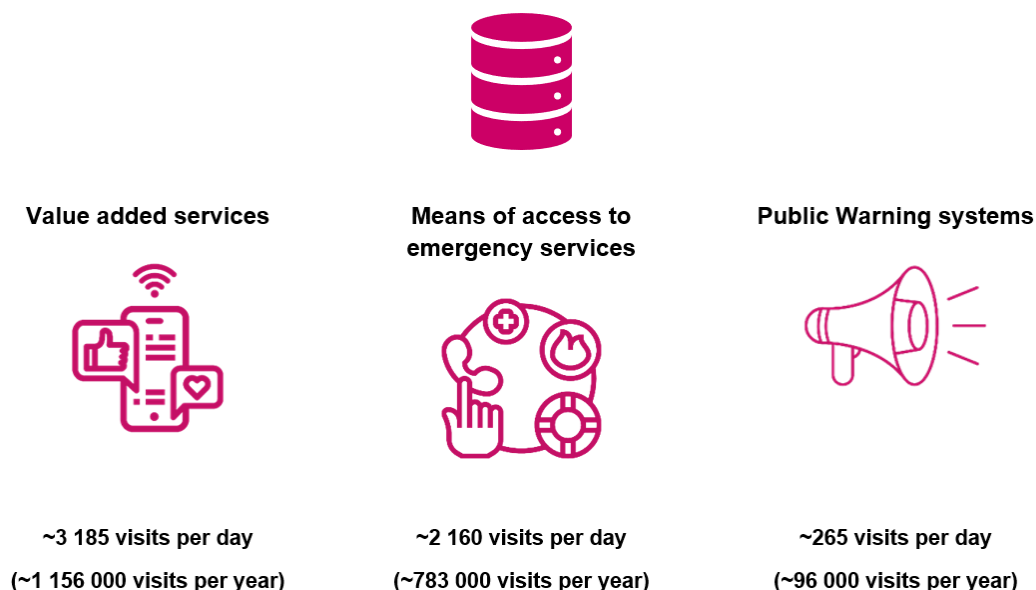 Value added services
Means of access to
emergency services
Public Warning systems
~3 185 visits per day
(~1 156 000 visits per year)
~2 160 visits per day
(~783 000 visits per year)
~265 visits per day
(~96 000 visits per year)